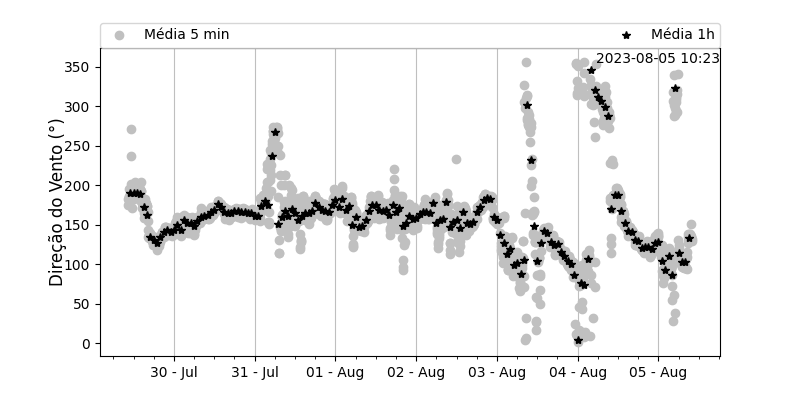 Média 5 min
Média 1h
2023-08-05 10:23
Direção do Vento (°)
350
300
250
200
150
100
50
0
30 - Jul
31 - Jul
01 - Aug
02 - Aug
03 - Aug
04 - Aug
05 - Aug